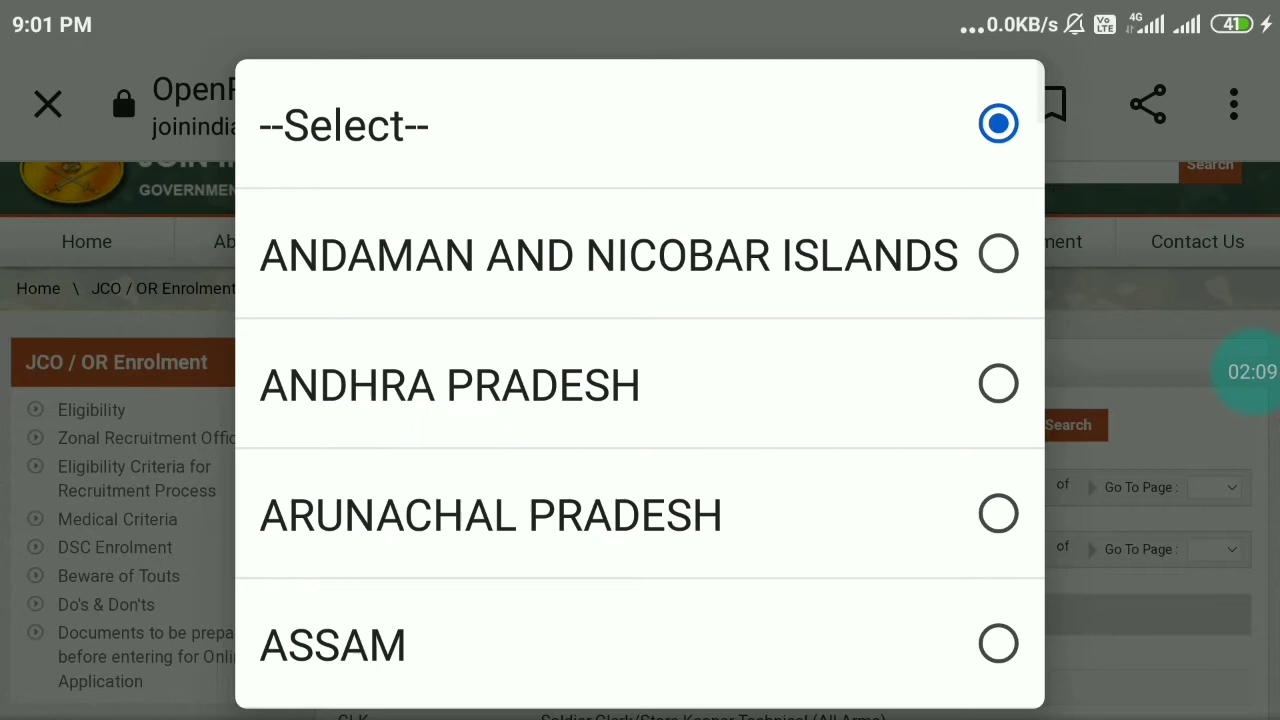 9:01 PM
...0.0KB/s Vo LTE 4G 41
joinindia
GOVERNMEN
Search
Home
Contact Us
Home \ JCO / OR Enrolment
JCO / OR Enrolment
Eligibility
Zonal Recruitment Offic
Eligibility Criteria for
Recruitment Process
Medical Criteria
DSC Enrolment
Beware of Touts
Do's & Don'ts
Documents to be prepa
before entering for Onli
Application
--Select--
ANDAMAN AND NICOBAR ISLANDS
ANDHRA PRADESH
ARUNACHAL PRADESH
ASSAM
02:09
Search
of Go To Page :
of Go To Page :